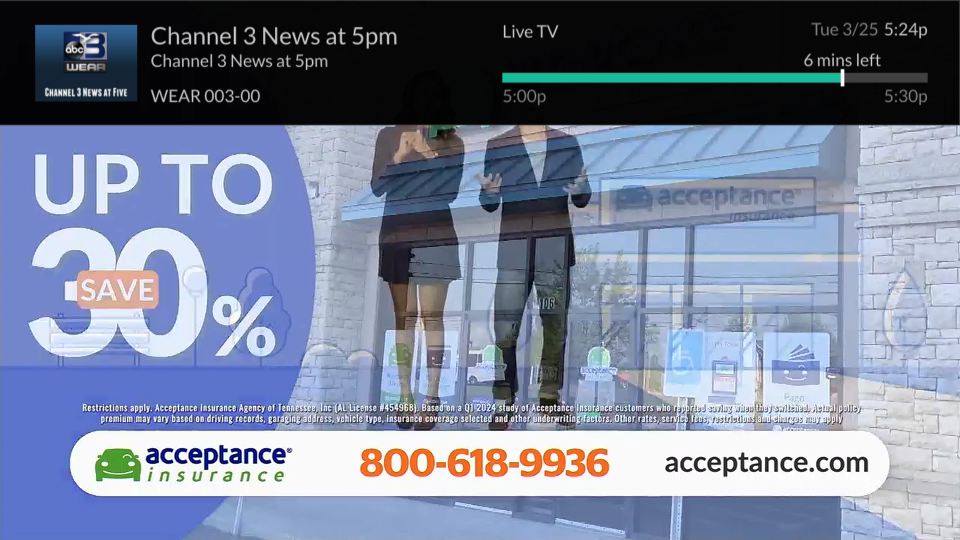 Channel 3 News at 5pm
Channel 3 News at 5pm
WEAR 003-00
abc 3
WEAR
CHANNEL 3 NEWS AT FIVE
Live TV
Tue 3/25 5:24p
6 mins left
5:00p
5:30p
UP TO
30%
SAVE
acceptance
insurance
106
acceptance
Restrictions apply. Acceptance Insurance Agency of Tennessee, Inc (AL License #454968). Based on a Q1 2024 study of Acceptance Insurance customers who reported saving when they switched. Actual policy
premium may vary based on driving records, garaging address, vehicle type, insurance coverage selected and other underwriting factors. Other rates, service fees, restrictions and charges may apply
acceptance®
insurance
800-618-9936
acceptance.com